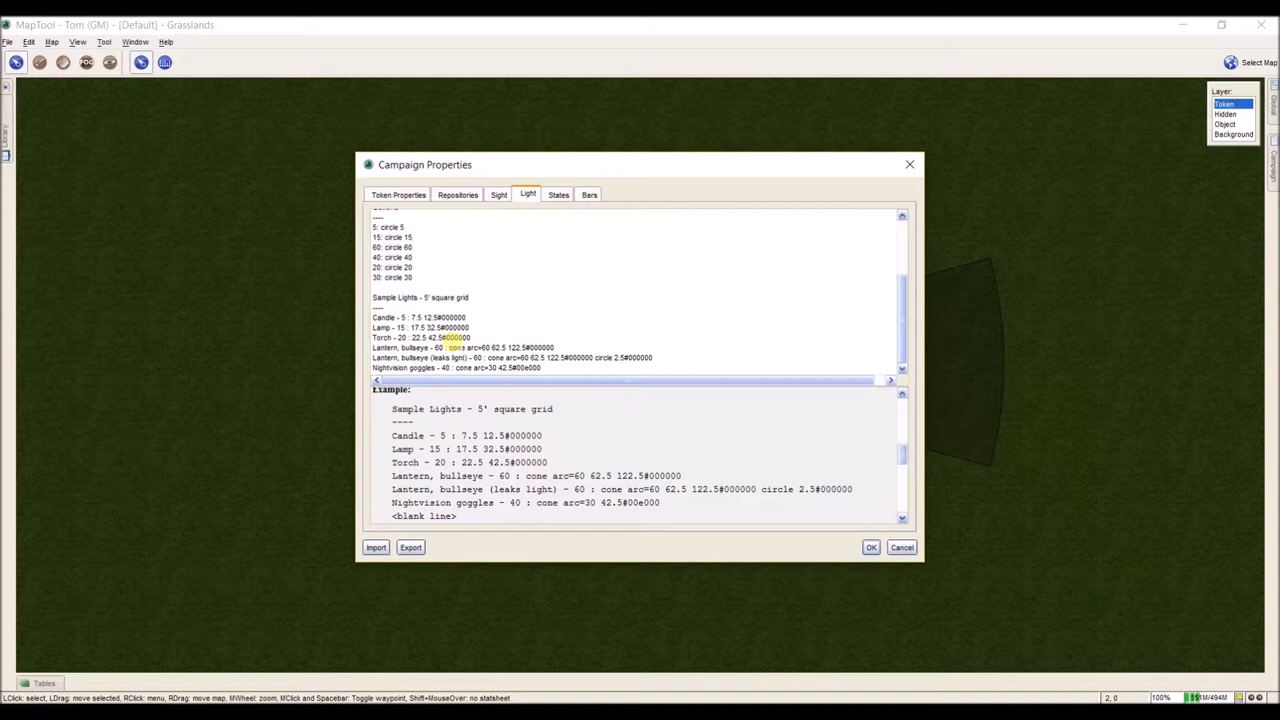 MapTool - Tom (GM) - [Default] - Grasslands
File Edit Map View Tool Window Help
FOG
Select Map
Layer:
Token
Hidden
Object
Background
Library
Global
Campaign
Campaign Properties
Token Properties Repositories Sight Light States Bars
----
5: circle 5
15: circle 15
60: circle 60
40: circle 40
20: circle 20
30: circle 30
Sample Lights - 5' square grid
----
Candle - 5 : 7.5 12.5#000000
Lamp - 15 : 17.5 32.5#000000
Torch - 20 : 22.5 42.5#000000
Lantern, bullseye - 60 : cone arc=60 62.5 122.5#000000
Lantern, bullseye (leaks light) - 60 : cone arc=60 62.5 122.5#000000 circle 2.5#000000
Nightvision goggles - 40 : cone arc=30 42.5#00e000
Example:
Sample Lights - 5' square grid
----
Candle - 5 : 7.5 12.5#000000
Lamp - 15 : 17.5 32.5#000000
Torch - 20 : 22.5 42.5#000000
Lantern, bullseye - 60 : cone arc=60 62.5 122.5#000000
Lantern, bullseye (leaks light) - 60 : cone arc=60 62.5 122.5#000000 circle 2.5#000000
Nightvision goggles - 40 : cone arc=30 42.5#00e000
<blank line>
Import Export OK Cancel
Tables
LClick: select, LDrag: move selected, RClick: menu, RDrag: move map, MWheel: zoom, MClick and Spacebar: Toggle waypoint, Shift+MouseOver: no statsheet
2, 0 100%